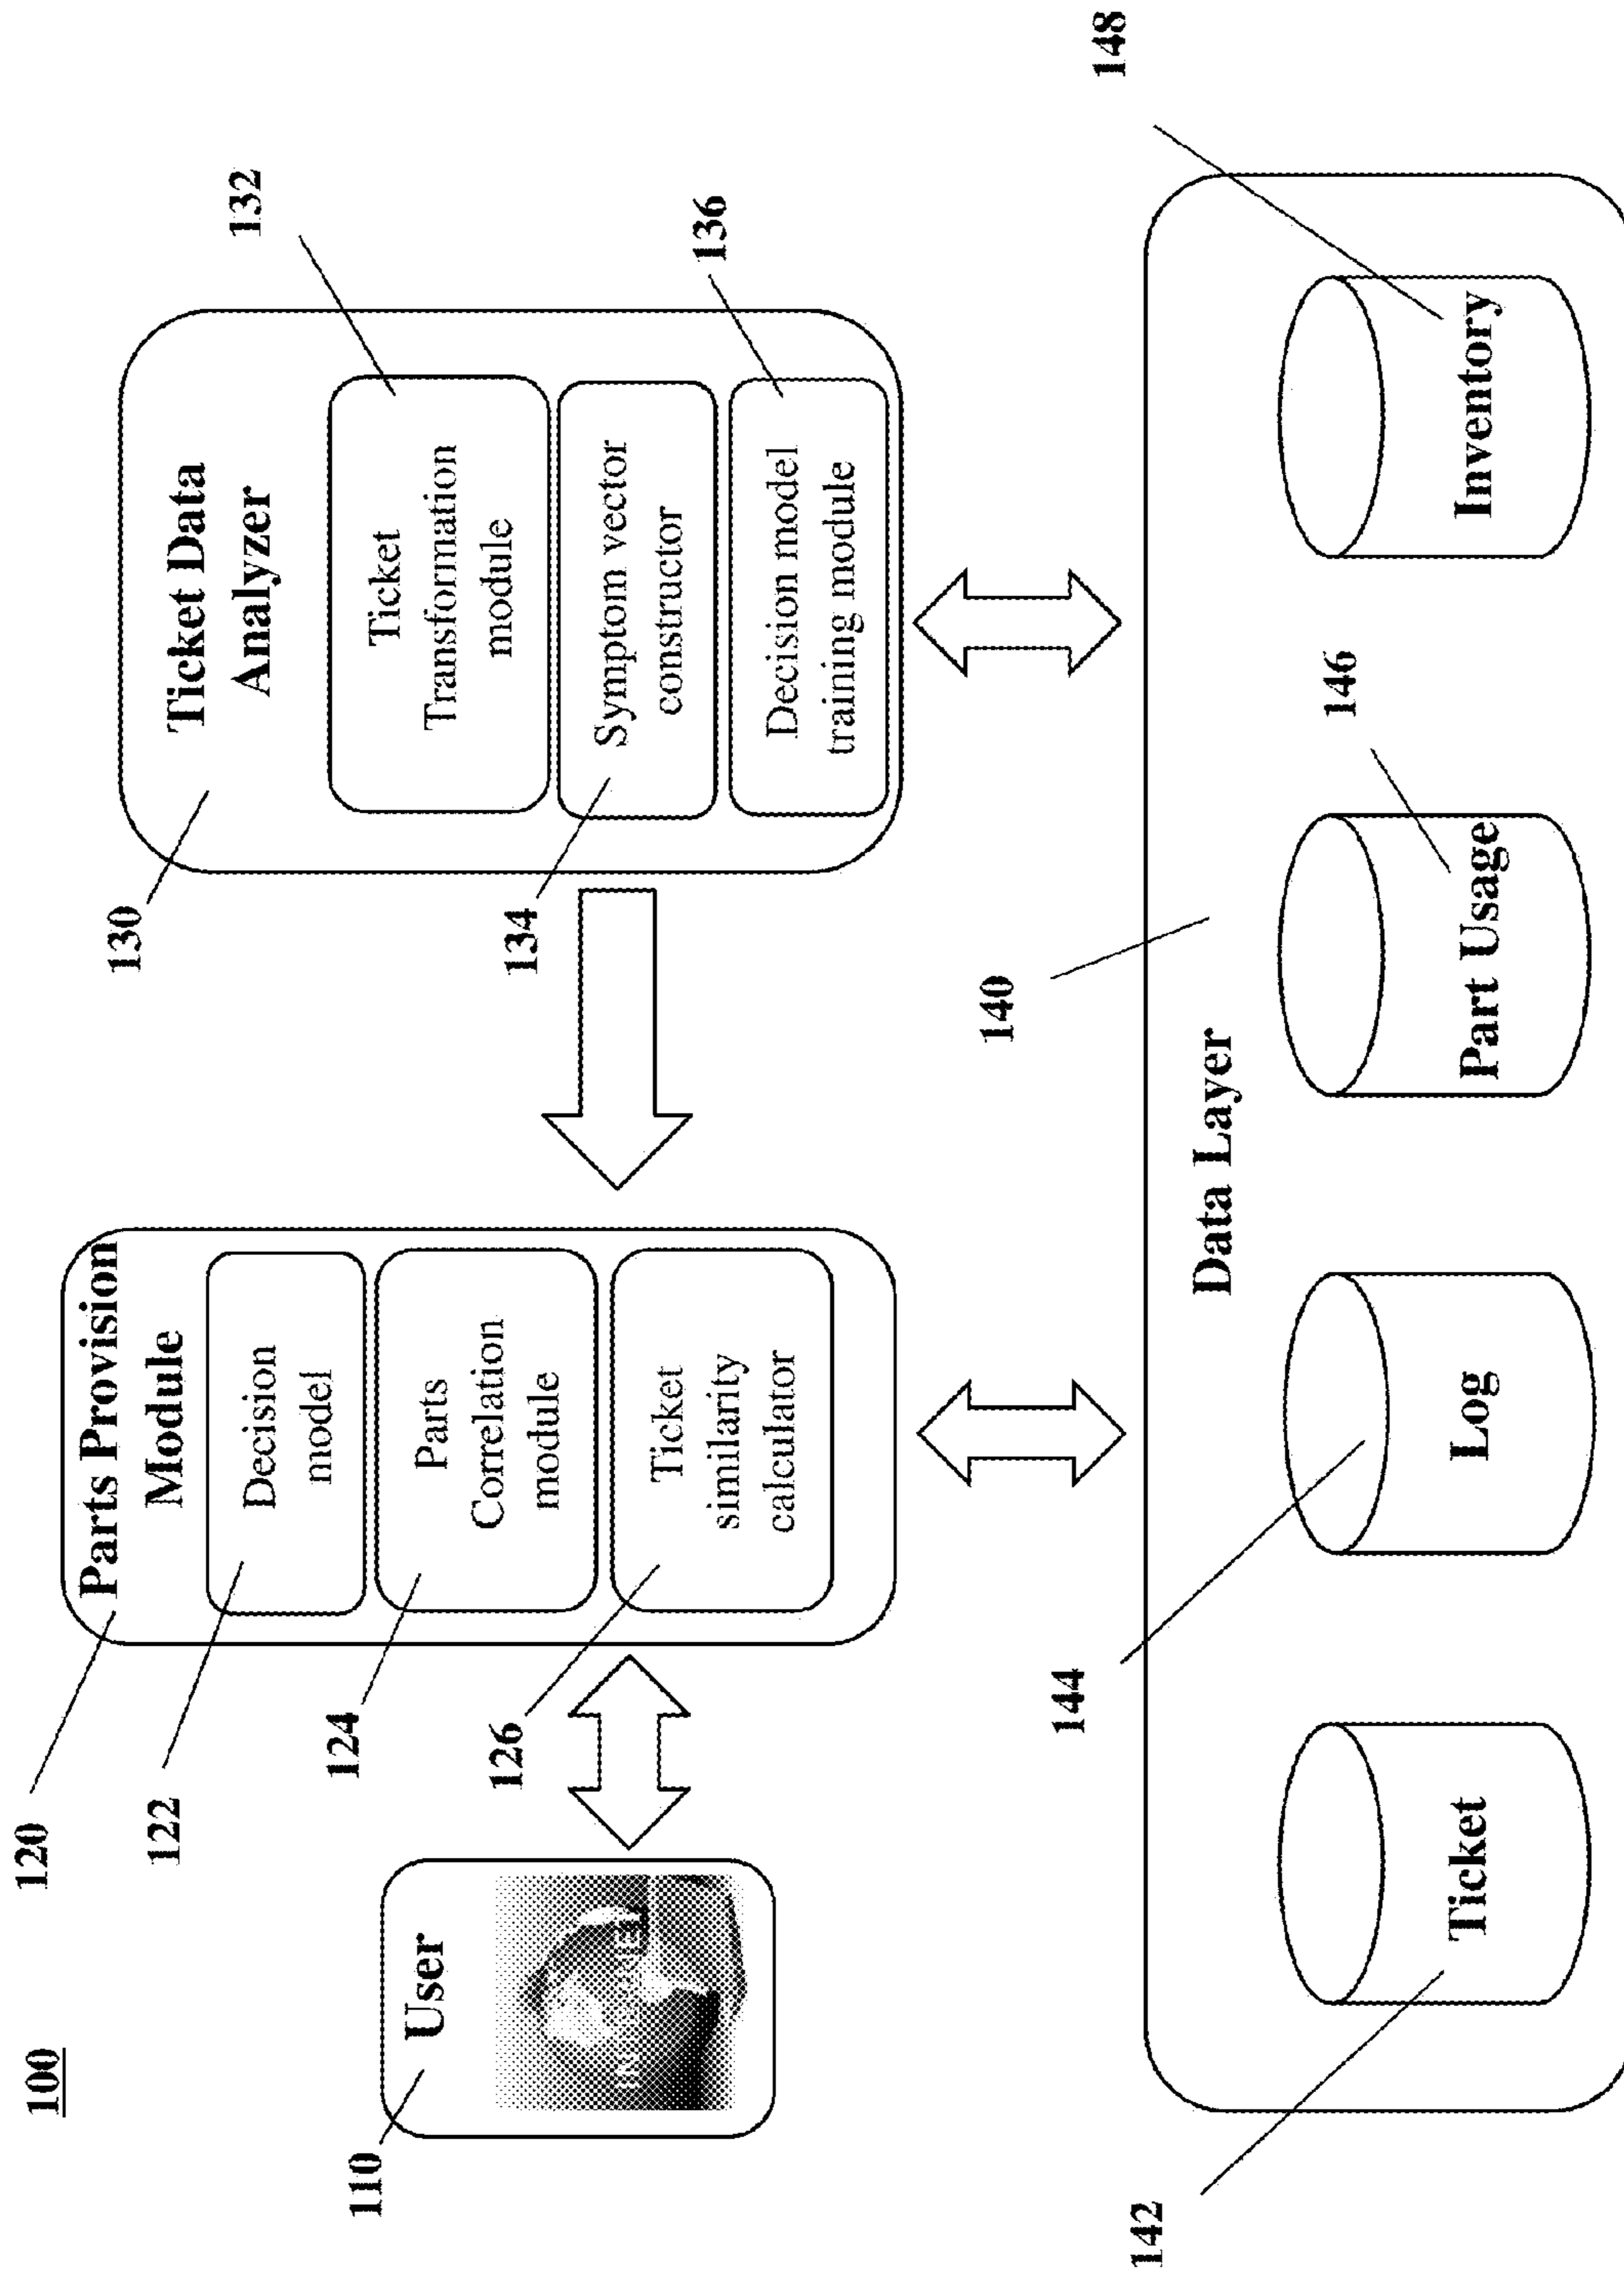 100
110
User
120
Parts Provision
Module
122
Decision
model
124
Parts
Correlation
module
126
Ticket
similarity
calculator
130
Ticket Data
Analyzer
132
Ticket
Transformation
module
134
Symptom vector
constructor
136
Decision model
training module
140
Data Layer
142
Ticket
144
Log
146
Part Usage
148
Inventory